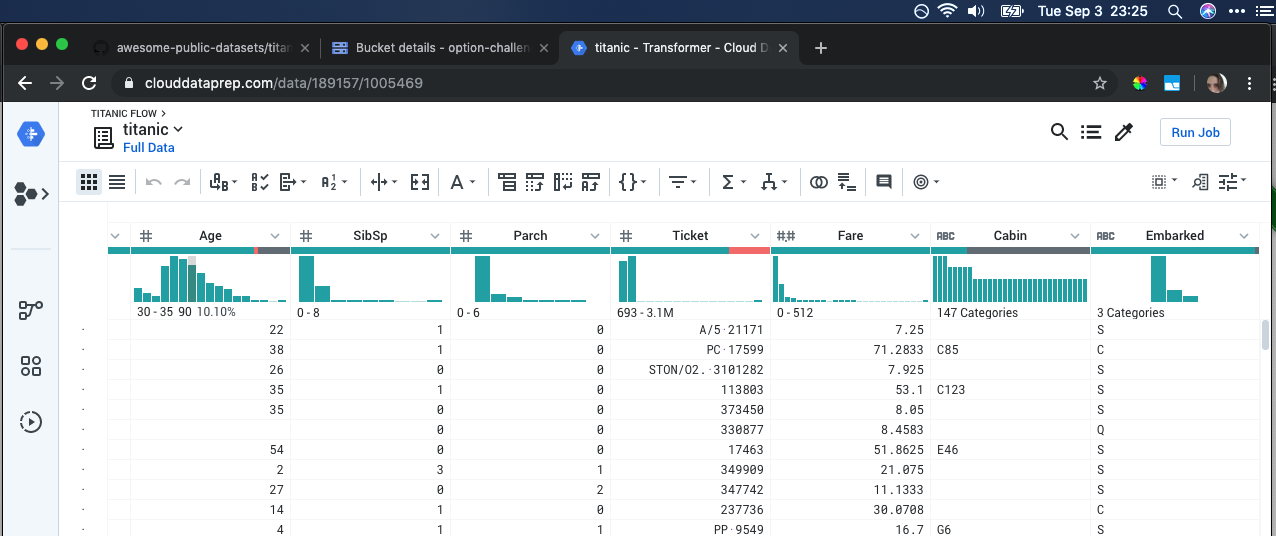 Tue Sep 3 23:25
awesome-public-datasets/titan
Bucket details - option-challen
titanic - Transformer - Cloud D
clouddataprep.com/data/189157/1005469
TITANIC FLOW
titanic
Full Data
Run Job
# Age # SibSp # Parch # Ticket #.# Fare ABC Cabin ABC Embarked
30 - 35 90 10.10% 0 - 8 0 - 6 693 - 3.1M 0 - 512 147 Categories 3 Categories
22 1 0 A/5·21171 7.25 S
38 1 0 PC·17599 71.2833 C85 C
26 0 0 STON/O2.·3101282 7.925 S
35 1 0 113803 53.1 C123 S
35 0 0 373450 8.05 S
0 0 330877 8.4583 Q
54 0 0 17463 51.8625 E46 S
2 3 1 349909 21.075 S
27 0 2 347742 11.1333 S
14 1 0 237736 30.0708 C
4 1 1 PP·9549 16.7 G6 S